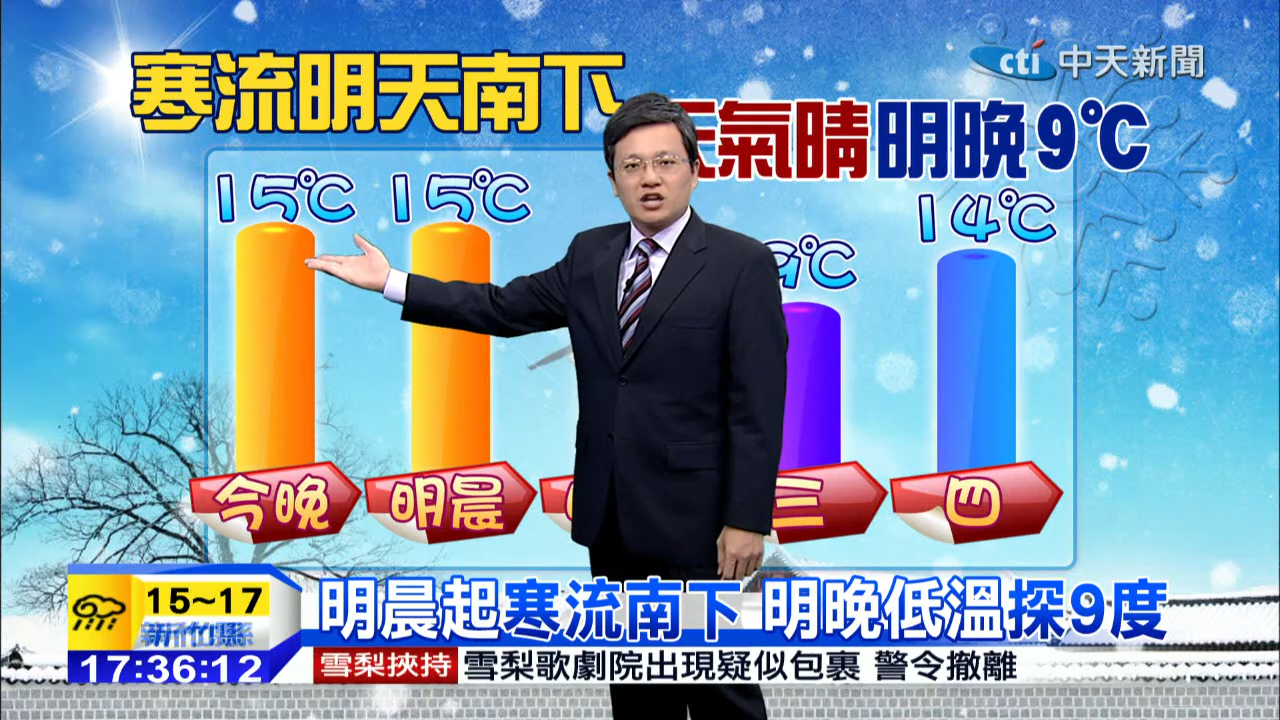 寒流明天南下
cti 中天新聞
天氣晴 明晚9℃
15℃ 15℃ 9℃ 14℃
今晚 明晨 三 四
15~17
新竹縣
17:36:12
明晨起寒流南下 明晚低溫探9度
雪梨挾持 雪梨歌劇院出現疑似包裹 警令撤離